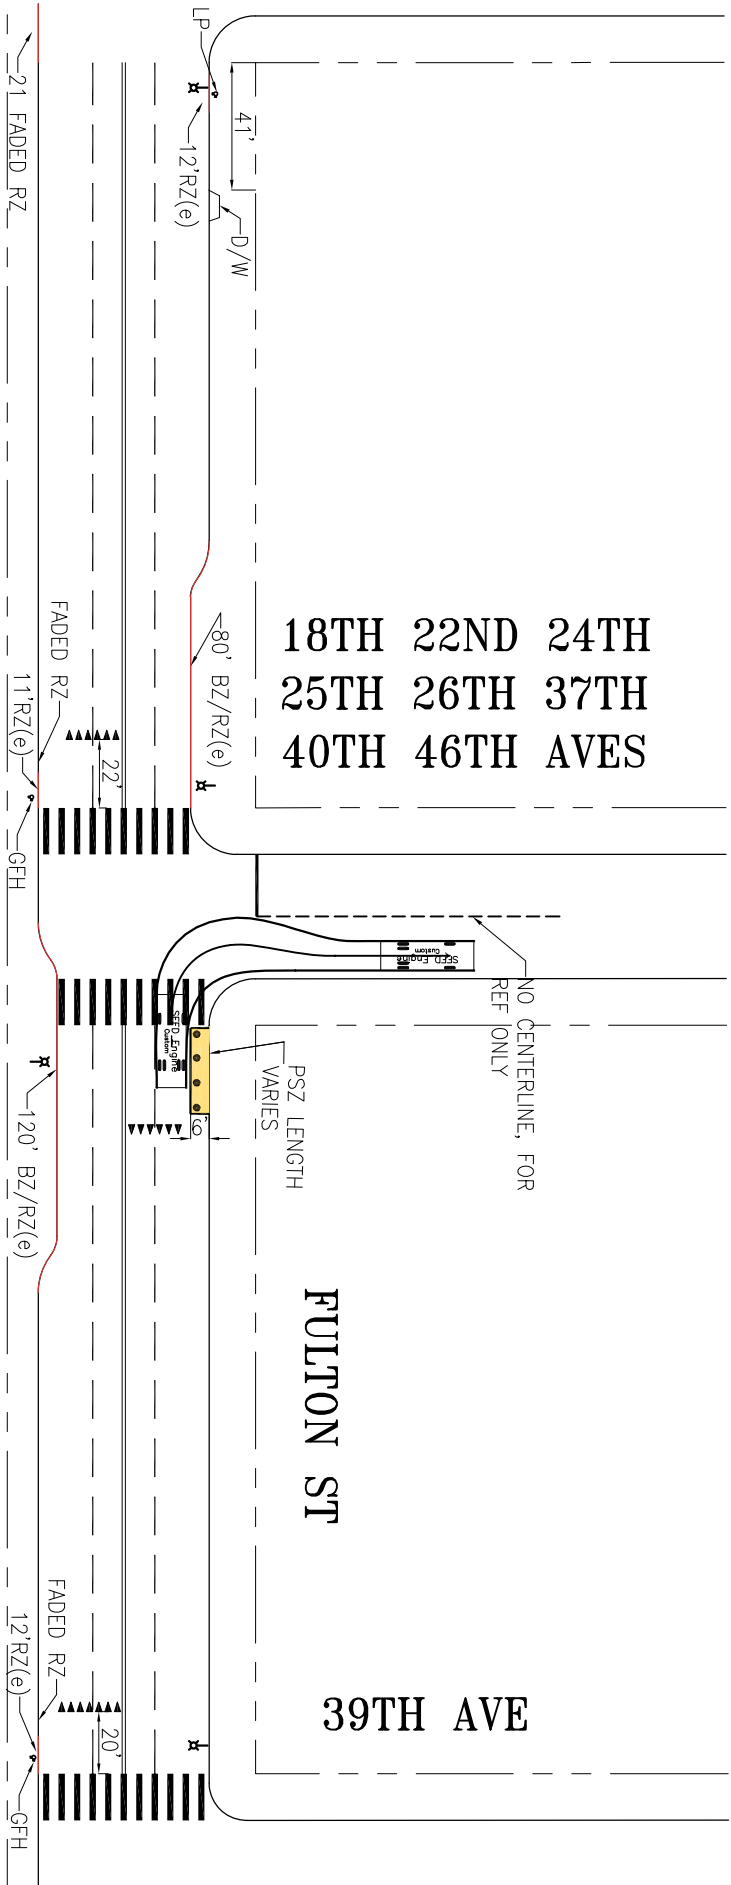 LP
21 FADED RZ
41'
12'RZ(e)
D/W
18TH 22ND 24TH
25TH 26TH 37TH
40TH 46TH AVES
80' BZ/RZ(e)
FADED RZ
11'RZ(e)
22'
GFH
SFFD Engine
Custom
NO CENTERLINE, FOR
REF ONLY
SFFD Engine
Custom
PSZ LENGTH
VARIES
6'
120' BZ/RZ(e)
FULTON ST
FADED RZ
12'RZ(e)
39TH AVE
20'
GFH